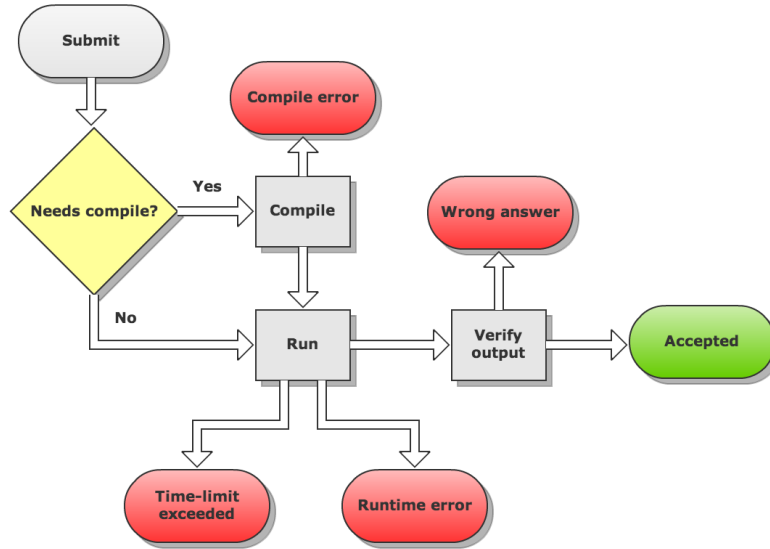 Submit
Compile error
Yes
Needs compile?
Compile
Wrong answer
No
Run
Verify
output
Accepted
Time-limit
exceeded
Runtime error